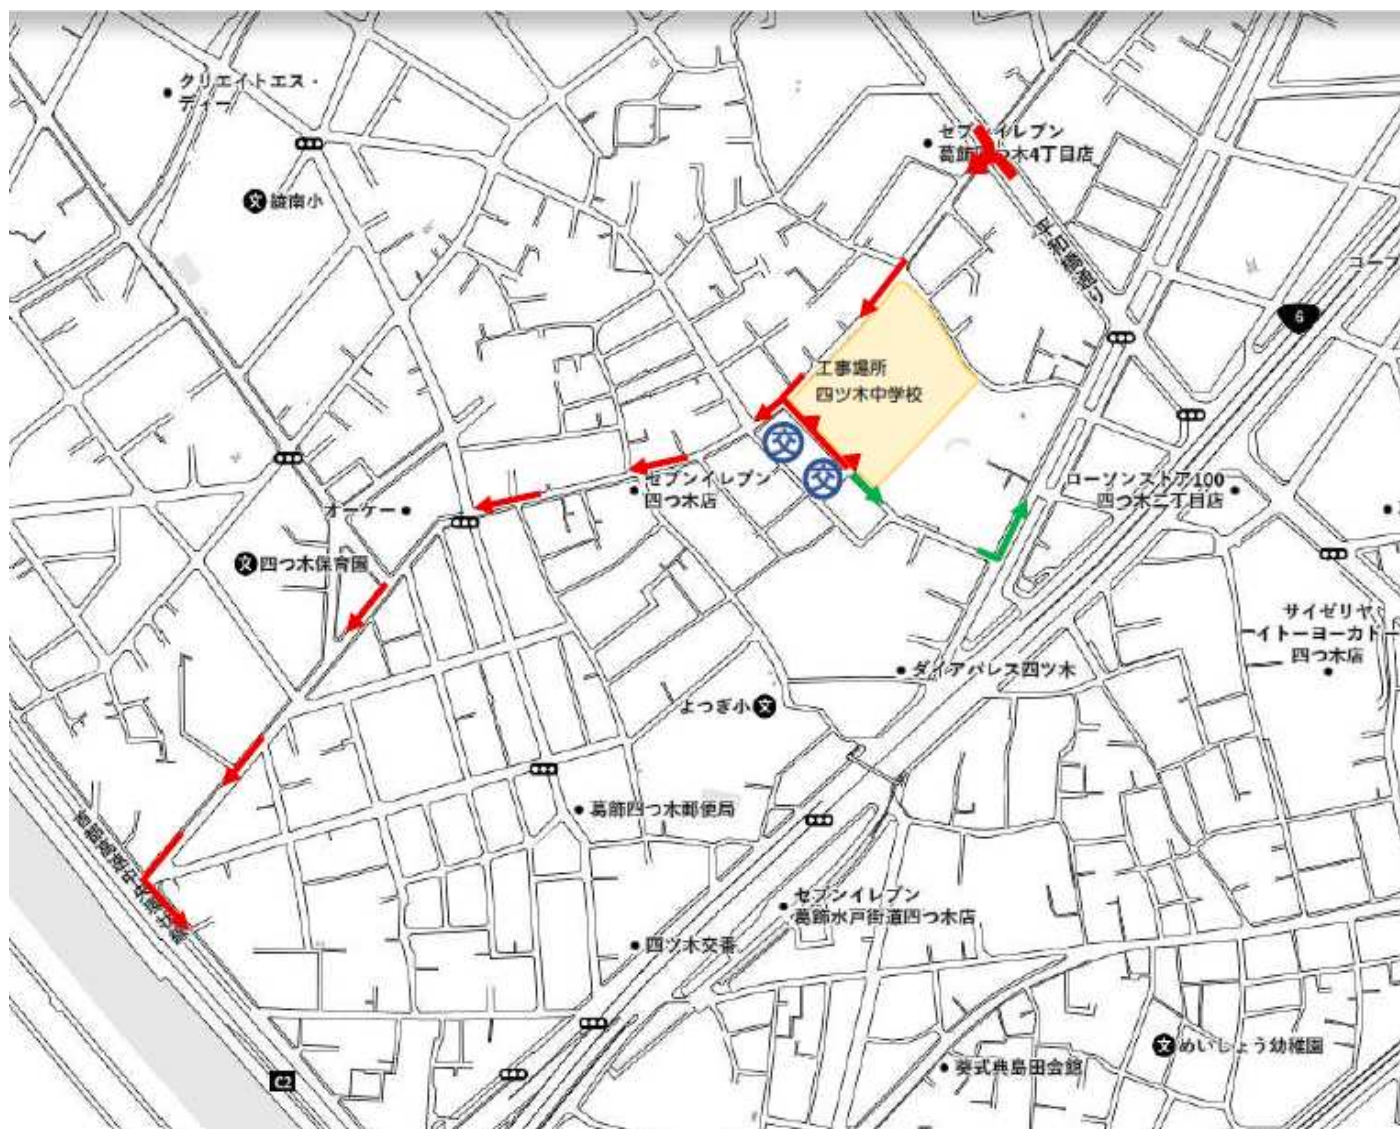 クリエイトエス・
ディー
セブンイレブン
葛飾四つ木4丁目店
文 綾南小
平和橋通り
コープ
6
工事場所
四ツ木中学校
交
交
セブンイレブン
四つ木店
ローソンストア100
四つ木二丁目店
オーケー
文 四つ木保育園
サイゼリヤ
イトーヨーカド
四つ木店
ダイアパレス四ツ木
よつぎ小 文
葛飾四つ木郵便局
セブンイレブン
葛飾水戸街道四つ木店
四ツ木交番
文 めいしょう幼稚園
葵式典島田会館
C2